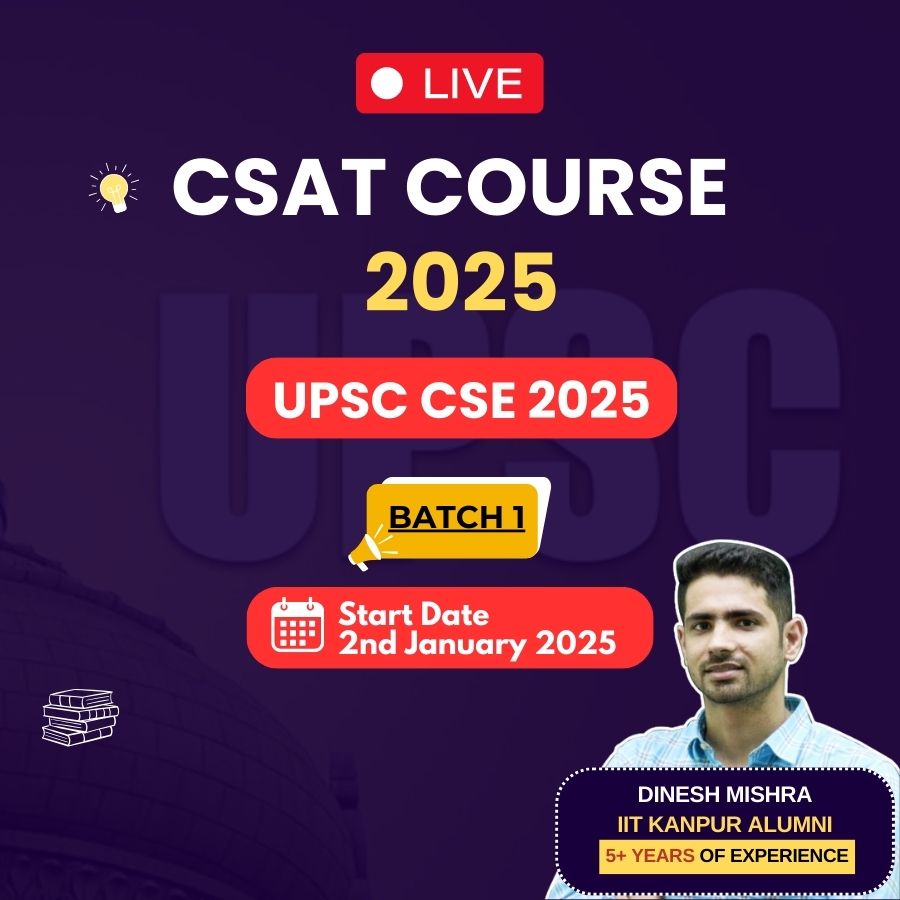 LIVE
CSAT COURSE
2025
UPSC
UPSC CSE 2025
BATCH 1
Start Date
2nd January 2025
DINESH MISHRA
IIT KANPUR ALUMNI
5+ YEARS OF EXPERIENCE